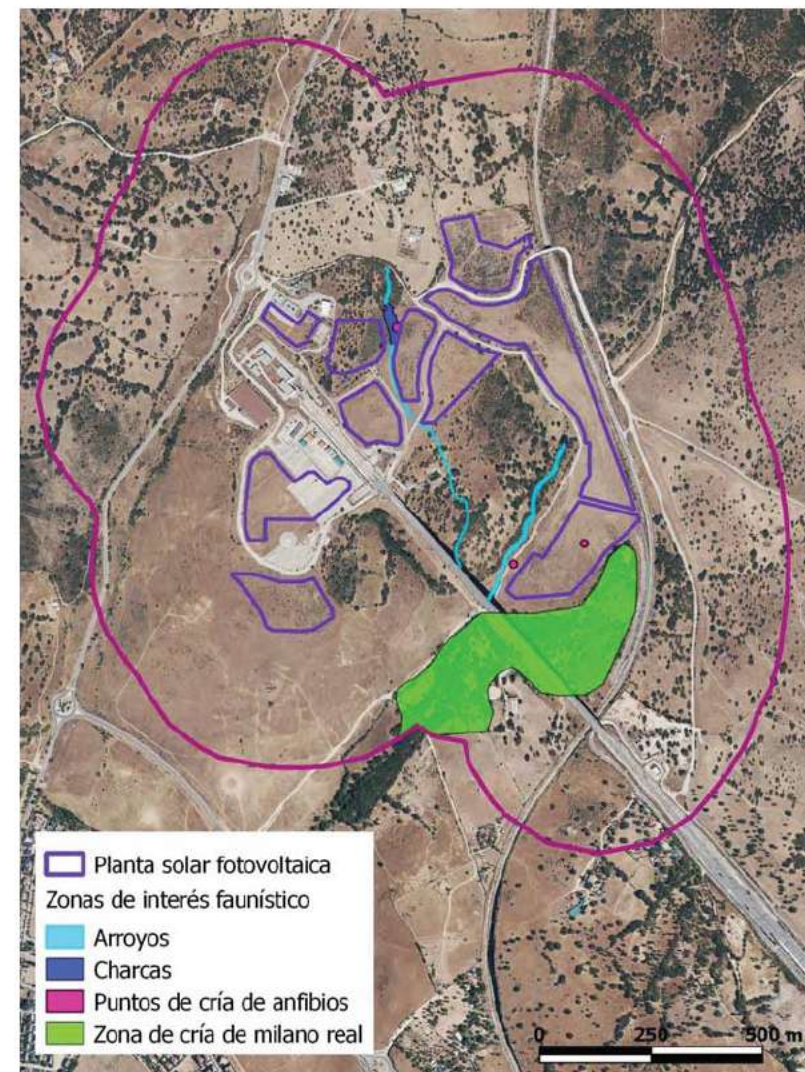 Planta solar fotovoltaica
Zonas de interés faunístico
Arroyos
Charcas
Puntos de cría de anfibios
Zona de cría de milano real
0 250 500 m